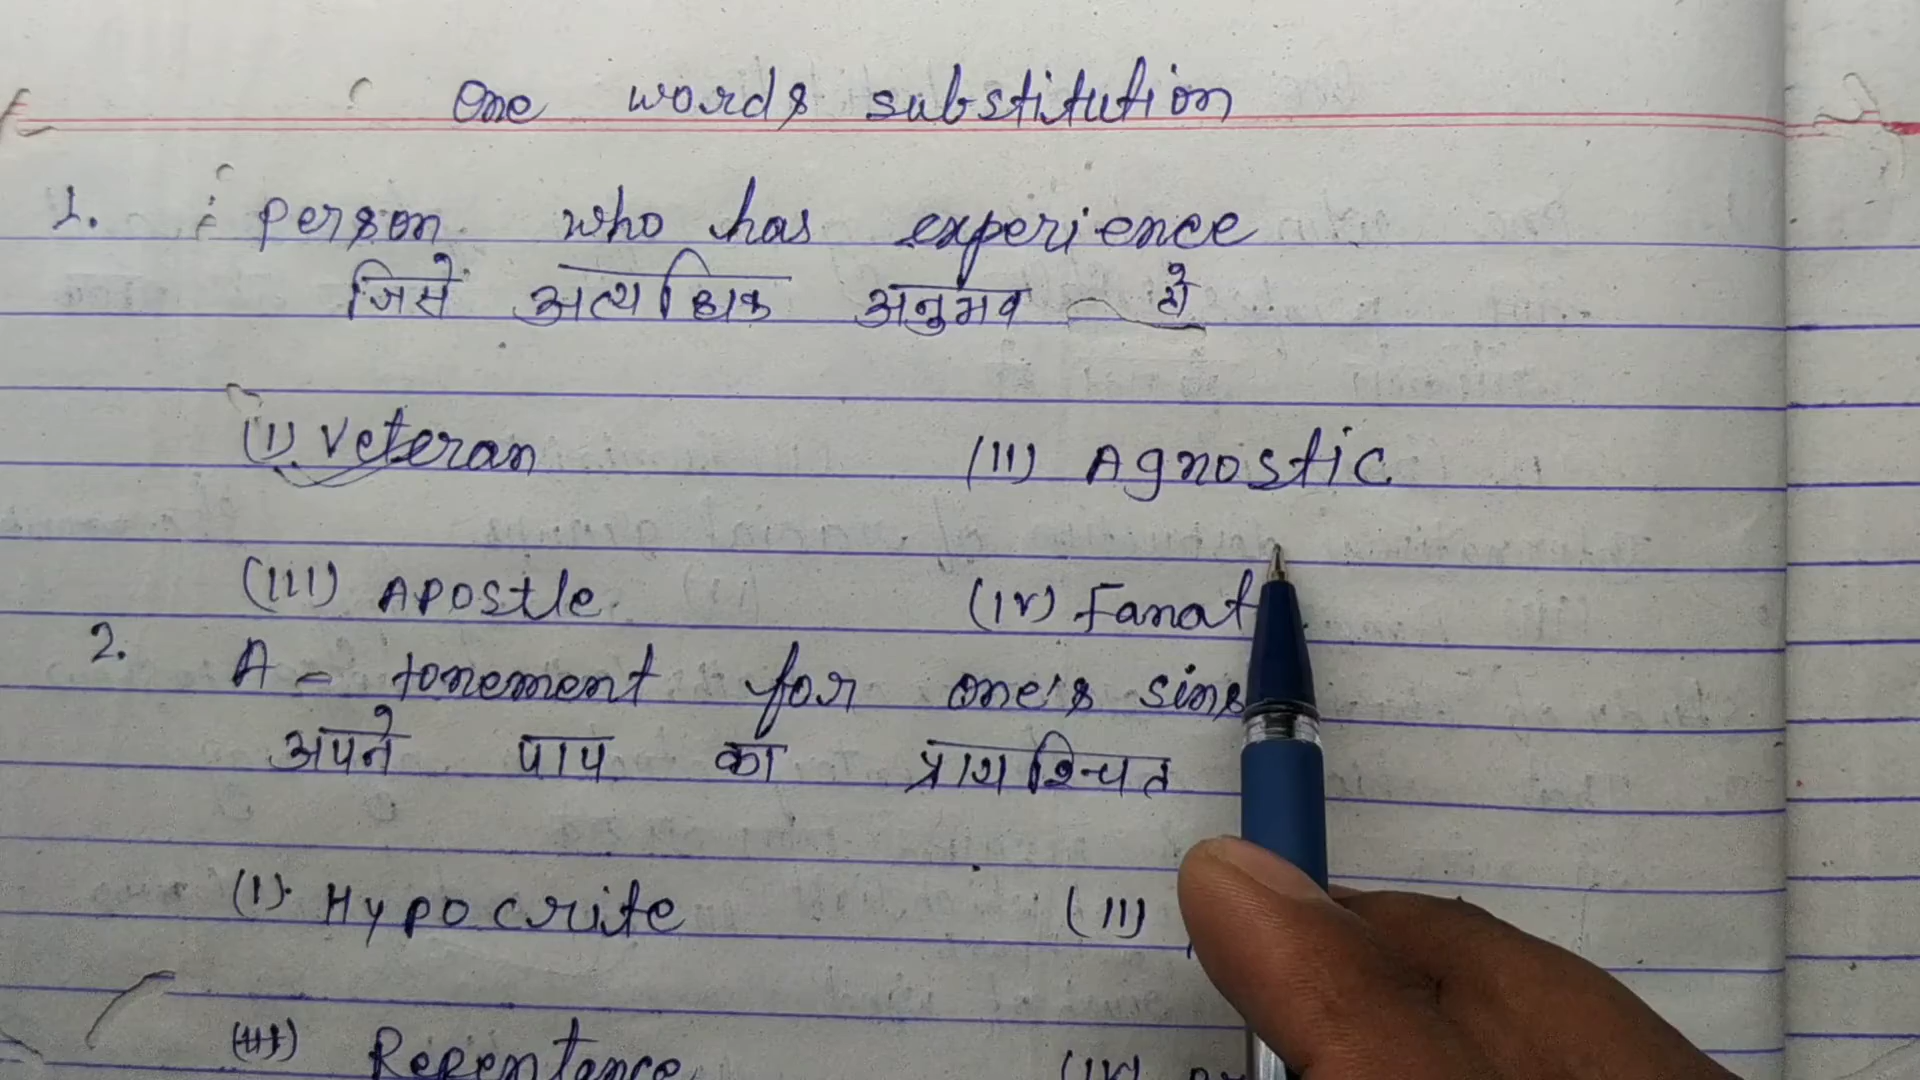 One words substitution
1. person who has experience
जिसे अत्यधिक अनुभव हो
(I) Veteran (II) Agnostic
(III) Apostle (IV)
2. A - tonement for one's sins
अपने पाप का प्रायश्चित
(I) Hypocrite (II)
(III) Repentance (IV)